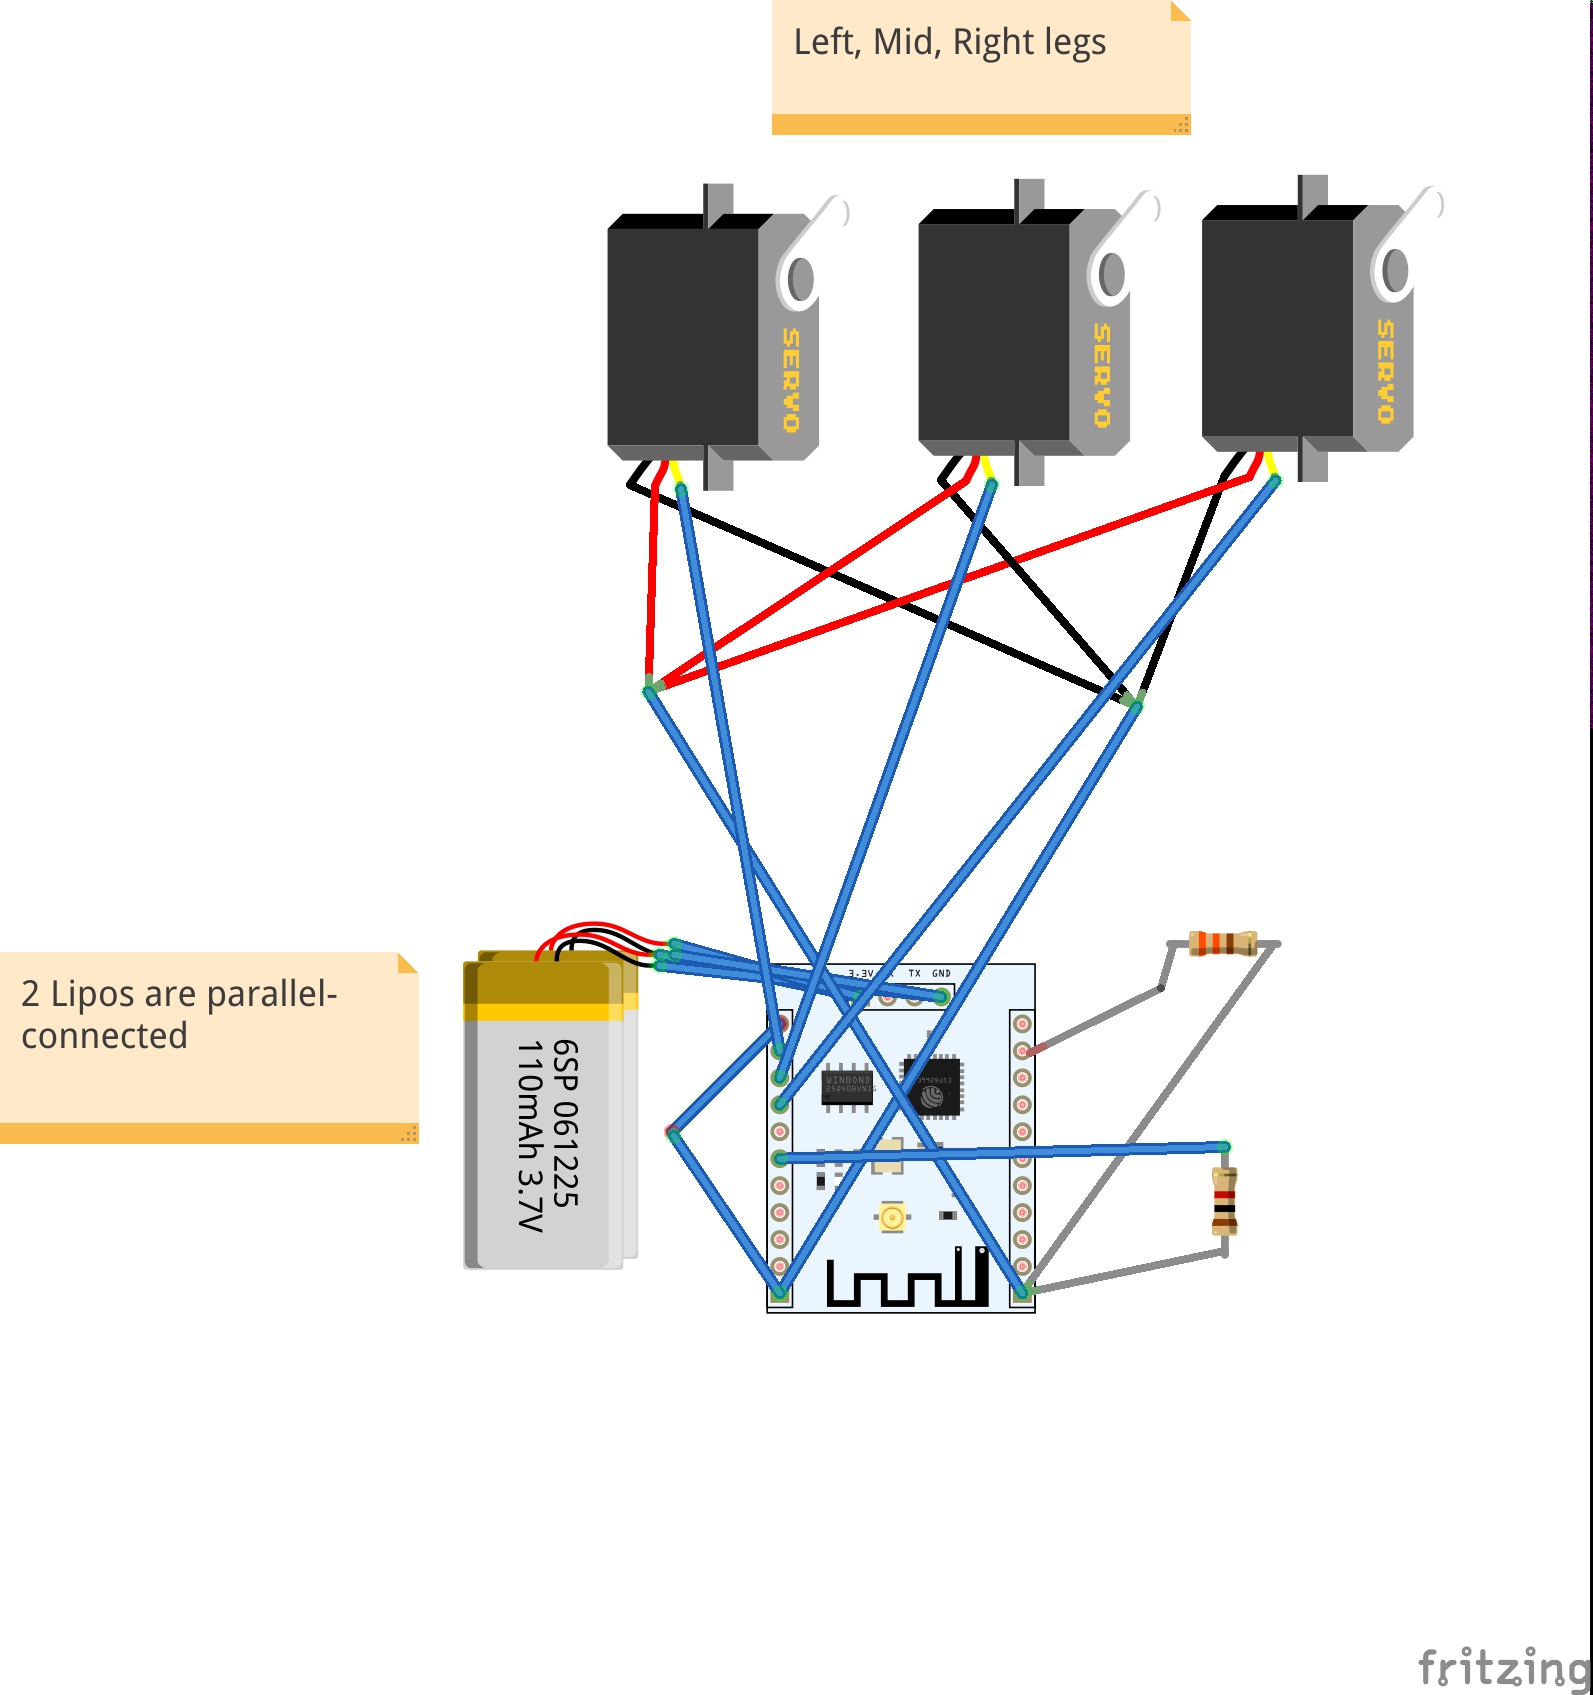 Left, Mid, Right legs
SERVO
SERVO
SERVO
2 Lipos are parallel-
connected
6SP 061225
110mAh 3.7V
3.3V
TX
GND
WINBOND
fritzing